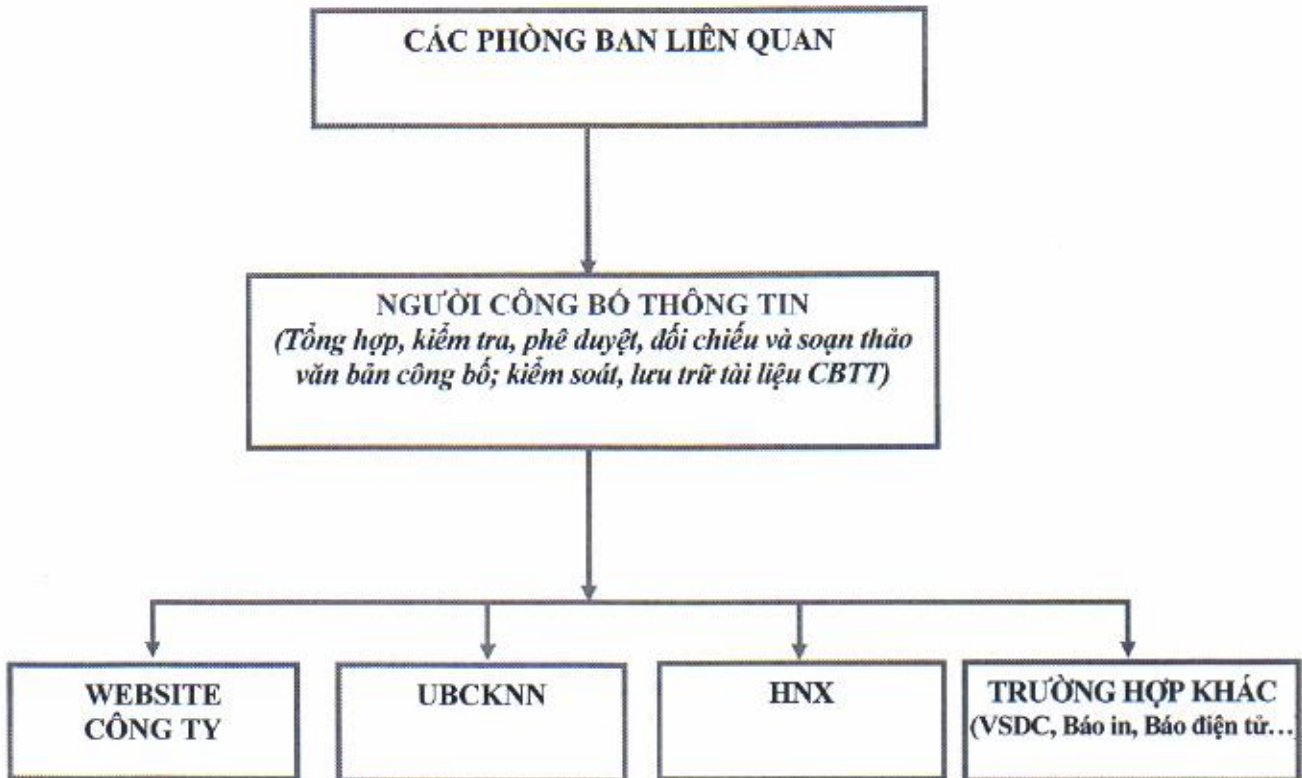 CÁC PHÒNG BAN LIÊN QUAN
NGƯỜI CÔNG BỐ THÔNG TIN
(Tổng hợp, kiểm tra, phê duyệt, đối chiếu và soạn thảo
văn bản công bố; kiểm soát, lưu trữ tài liệu CBTT)
WEBSITE
CÔNG TY
UBCKNN
HNX
TRƯỜNG HỢP KHÁC
(VSDC, Báo in, Báo điện tử…